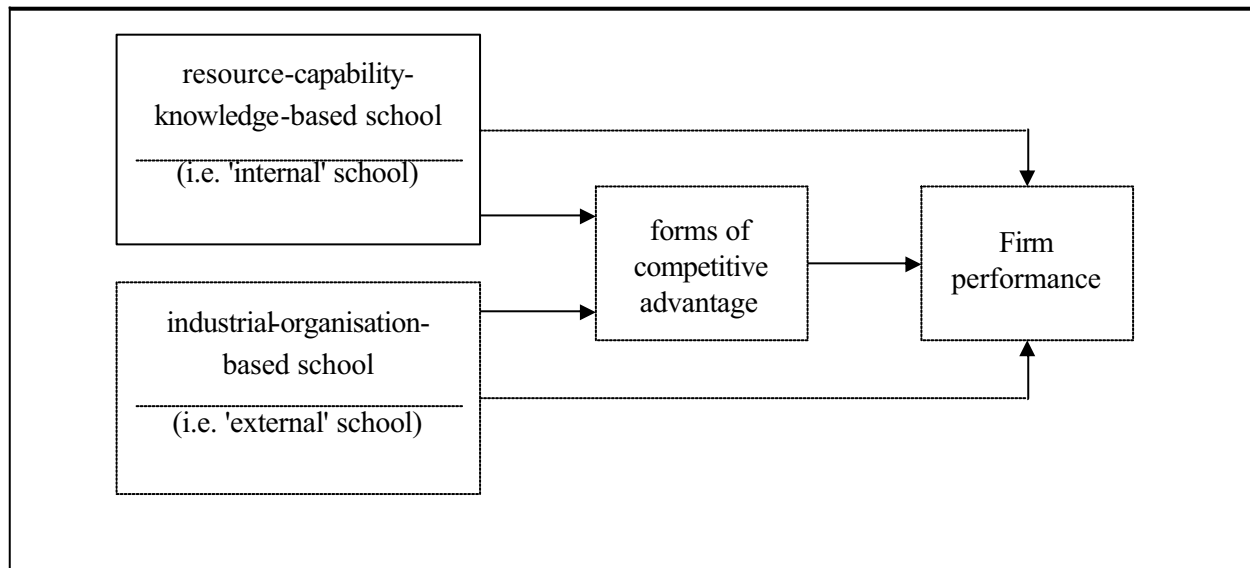 resource-capability-
knowledge-based school
(i.e. 'internal' school)
industrial-organisation-
based school
(i.e. 'external' school)
forms of
competitive
advantage
Firm
performance